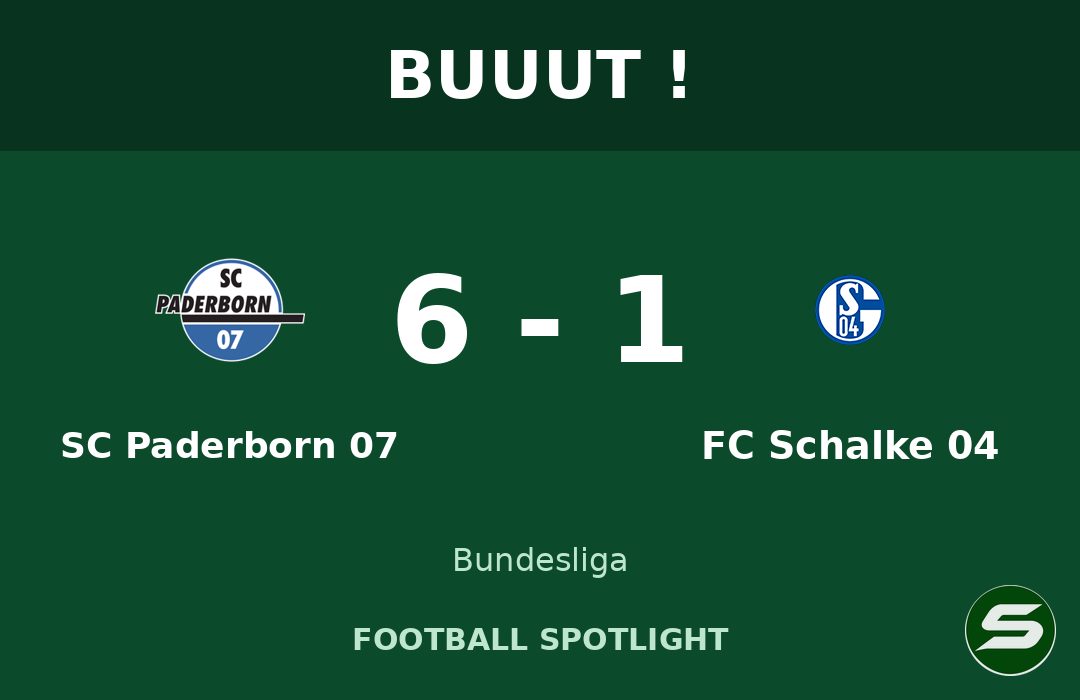 BUUUT !
SC
PADERBORN
07
6 - 1
S
04
SC Paderborn 07
FC Schalke 04
Bundesliga
FOOTBALL SPOTLIGHT
S